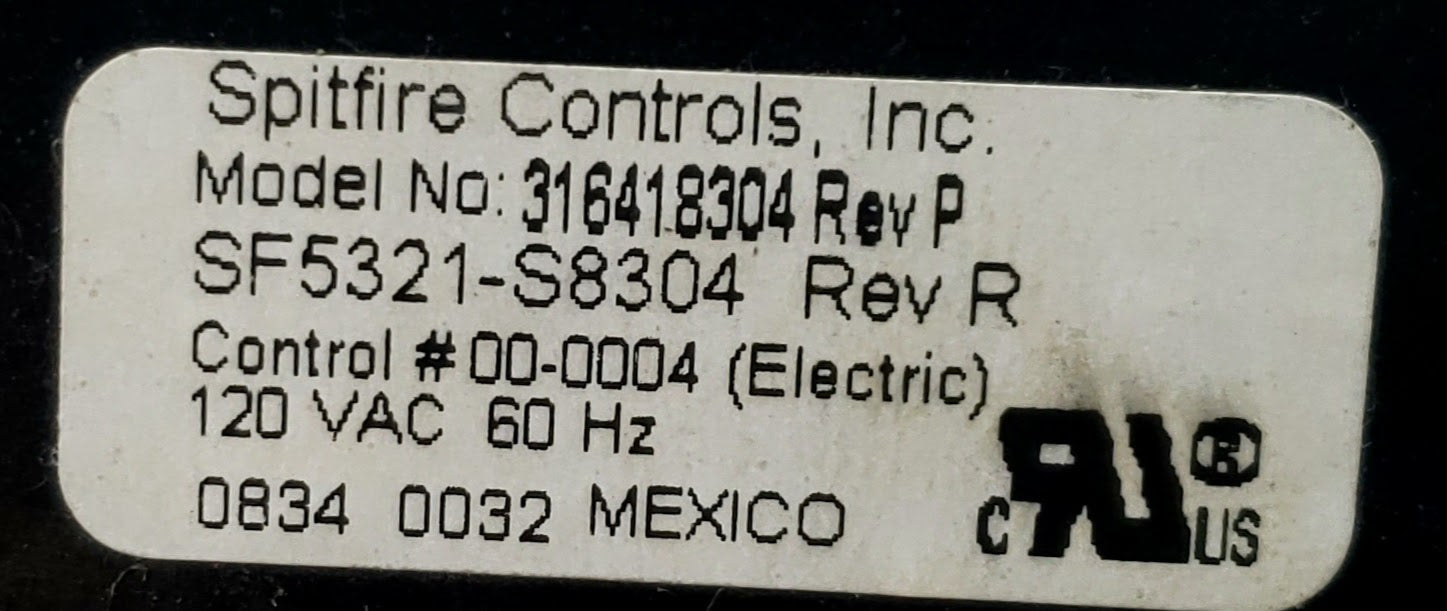 Spitfire Controls, Inc.
Model No: 316418304 Rev P
SF5321-S8304 Rev R
Control # 00-0004 (Electric)
120 VAC 60 Hz
0834 0032 MEXICO
c RU ® US